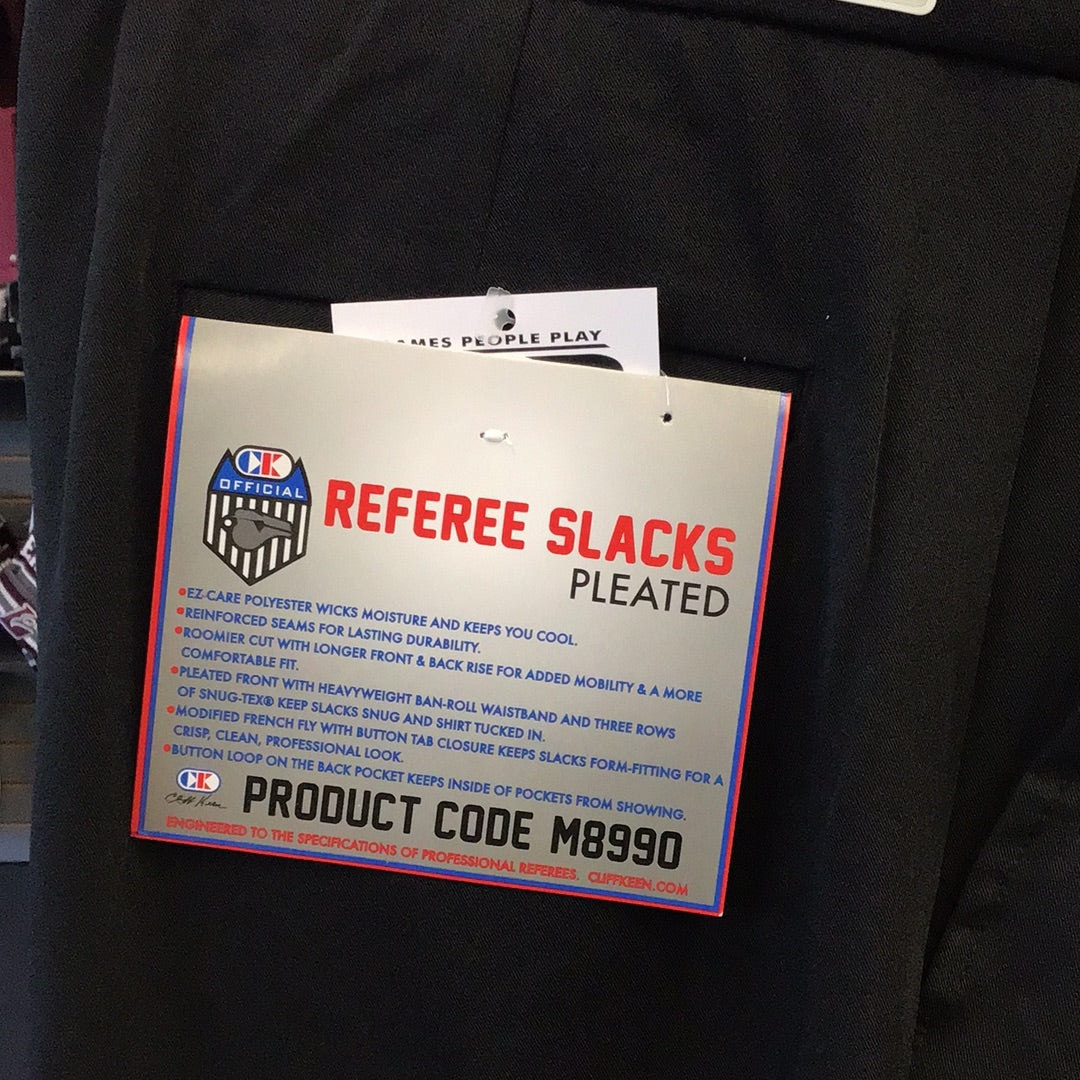 PEOPLE PLAY
CK
OFFICIAL
REFEREE SLACKS
PLEATED
•EZ-CARE POLYESTER WICKS MOISTURE AND KEEPS YOU COOL.
•REINFORCED SEAMS FOR LASTING DURABILITY.
•ROOMIER CUT WITH LONGER FRONT & BACK RISE FOR ADDED MOBILITY & A MORE
COMFORTABLE FIT.
•PLEATED FRONT WITH HEAVYWEIGHT BAN-ROLL WAISTBAND AND THREE ROWS
OF SNUG-TEX® KEEP SLACKS SNUG AND SHIRT TUCKED IN.
•MODIFIED FRENCH FLY WITH BUTTON TAB CLOSURE KEEPS SLACKS FORM-FITTING FOR A
CRISP, CLEAN, PROFESSIONAL LOOK.
•BUTTON LOOP ON THE BACK POCKET KEEPS INSIDE OF POCKETS FROM SHOWING.
CK
Cliff Keen
PRODUCT CODE M8990
ENGINEERED TO THE SPECIFICATIONS OF PROFESSIONAL REFEREES. CLIFFKEEN.COM